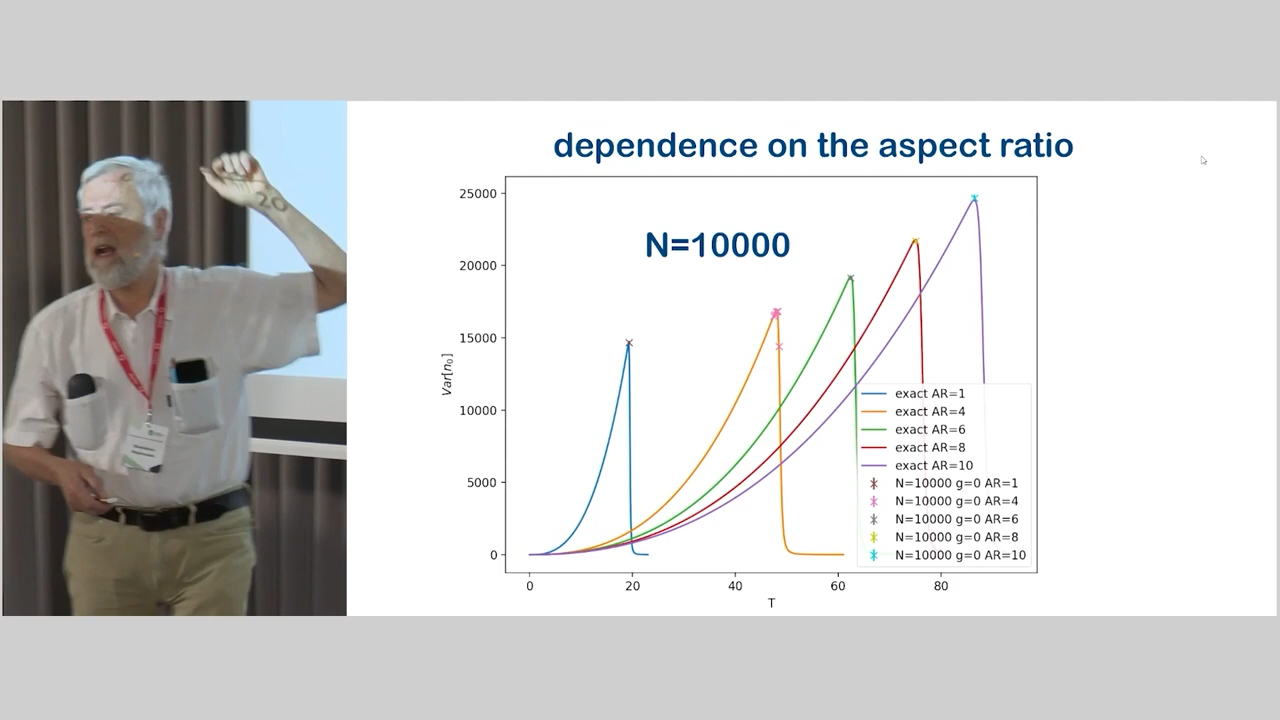 dependence on the aspect ratio
N=10000
25000
20000
15000
10000
5000
0
Var[n₀]
0 20 40 60 80
T
exact AR=1
exact AR=4
exact AR=6
exact AR=8
exact AR=10
N=10000 g=0 AR=1
N=10000 g=0 AR=4
N=10000 g=0 AR=6
N=10000 g=0 AR=8
N=10000 g=0 AR=10
20